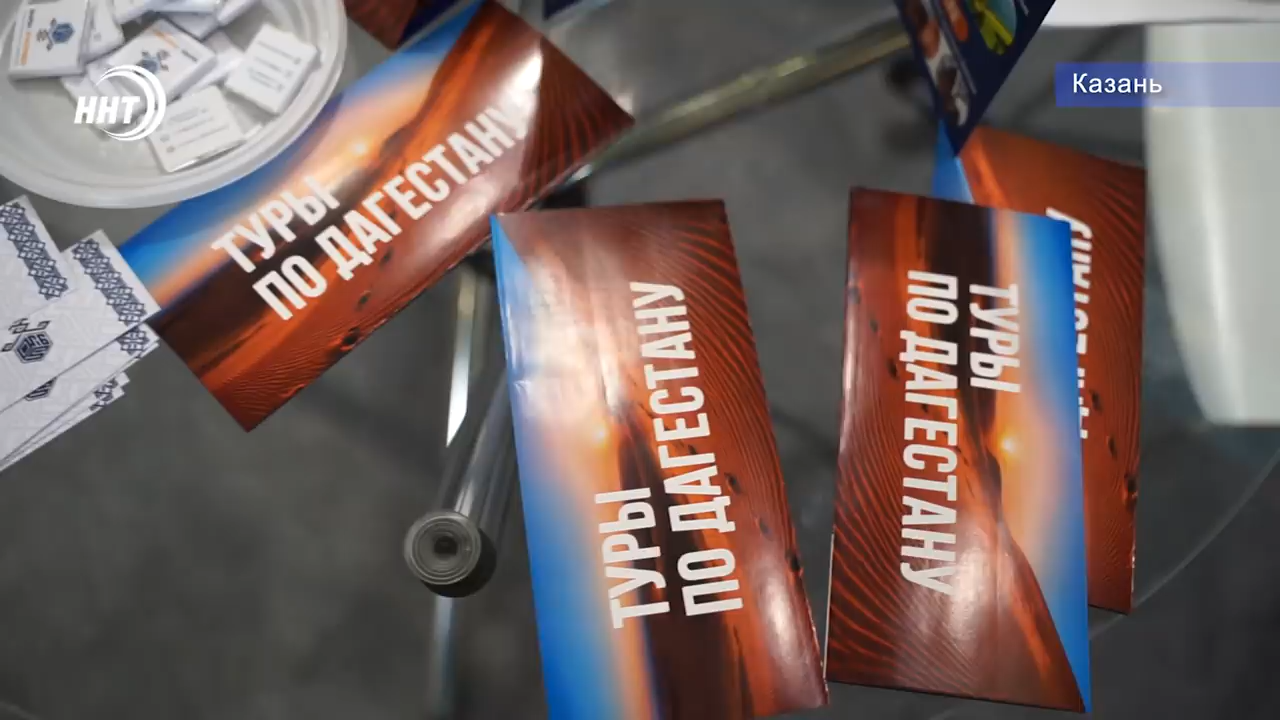 ННТ
Казань
ТУРЫ
ПО ДАГЕСТАНУ
ТУРЫ
ПО ДАГЕСТАНУ
ТУРЫ
ПО ДАГЕСТАНУ